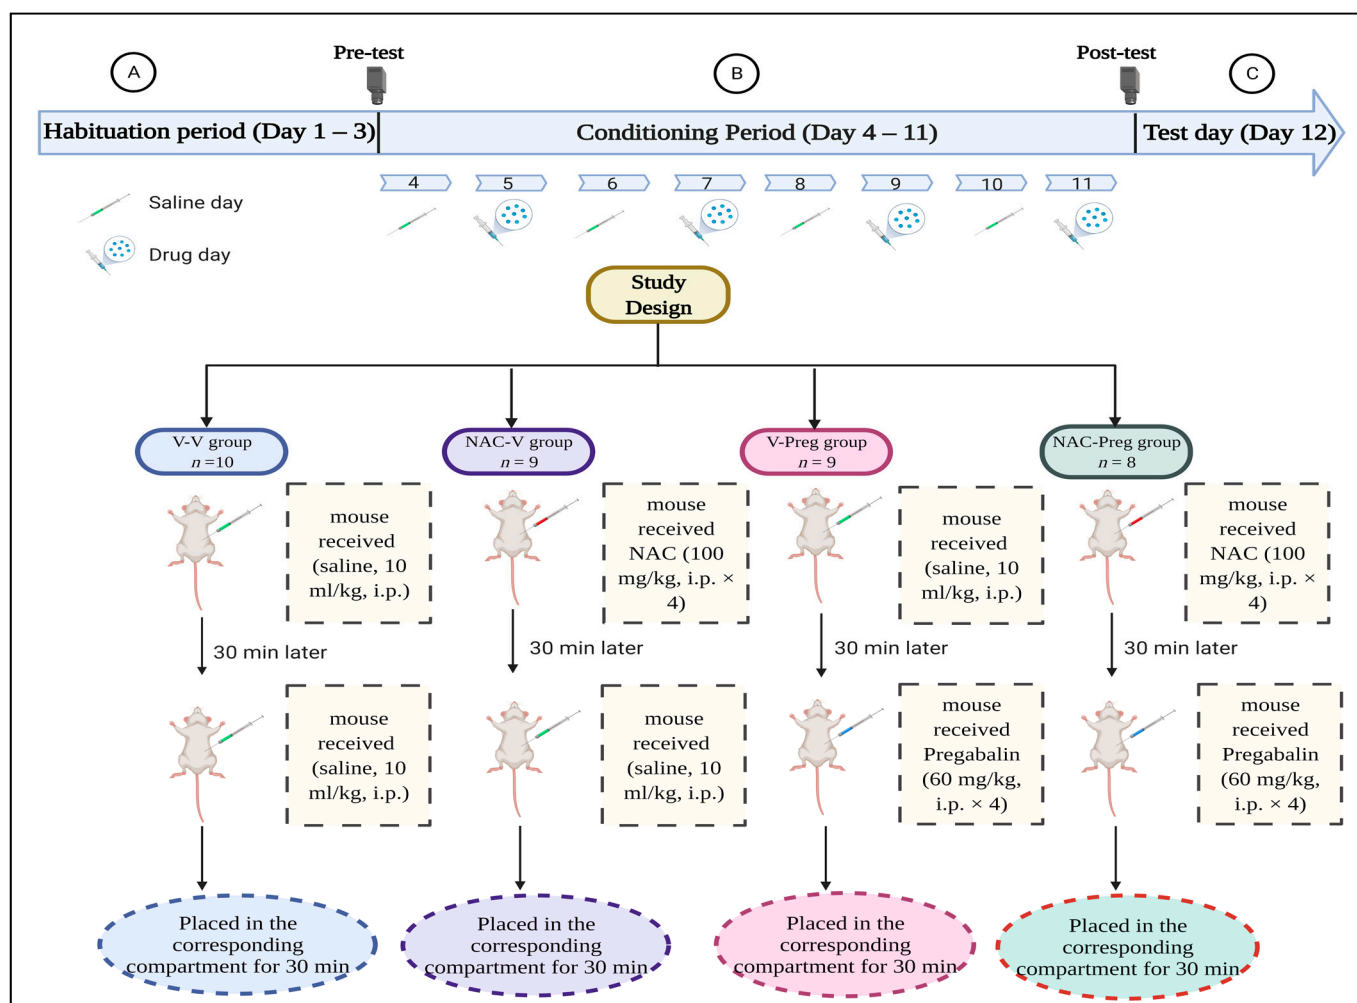 Pre-test
Post-test
A
B
C
Habituation period (Day 1 – 3)
Conditioning Period (Day 4 – 11)
Test day (Day 12)
4
5
6
7
8
9
10
11
Saline day
Drug day
Study
Design
V-V group
n =10
NAC-V group
n = 9
V-Preg group
n = 9
NAC-Preg group
n = 8
mouse
received
(saline, 10
ml/kg, i.p.)
mouse
received
NAC (100
mg/kg, i.p. ×
4)
mouse
received
(saline, 10
ml/kg, i.p.)
mouse
received
NAC (100
mg/kg, i.p. ×
4)
30 min later
30 min later
30 min later
30 min later
mouse
received
(saline, 10
ml/kg, i.p.)
mouse
received
(saline, 10
ml/kg, i.p.)
mouse
received
Pregabalin
(60 mg/kg,
i.p. × 4)
mouse
received
Pregabalin
(60 mg/kg,
i.p. × 4)
Placed in the
corresponding
compartment for 30 min
Placed in the
corresponding
compartment for 30 min
Placed in the
corresponding
compartment for 30 min
Placed in the
corresponding
compartment for 30 min